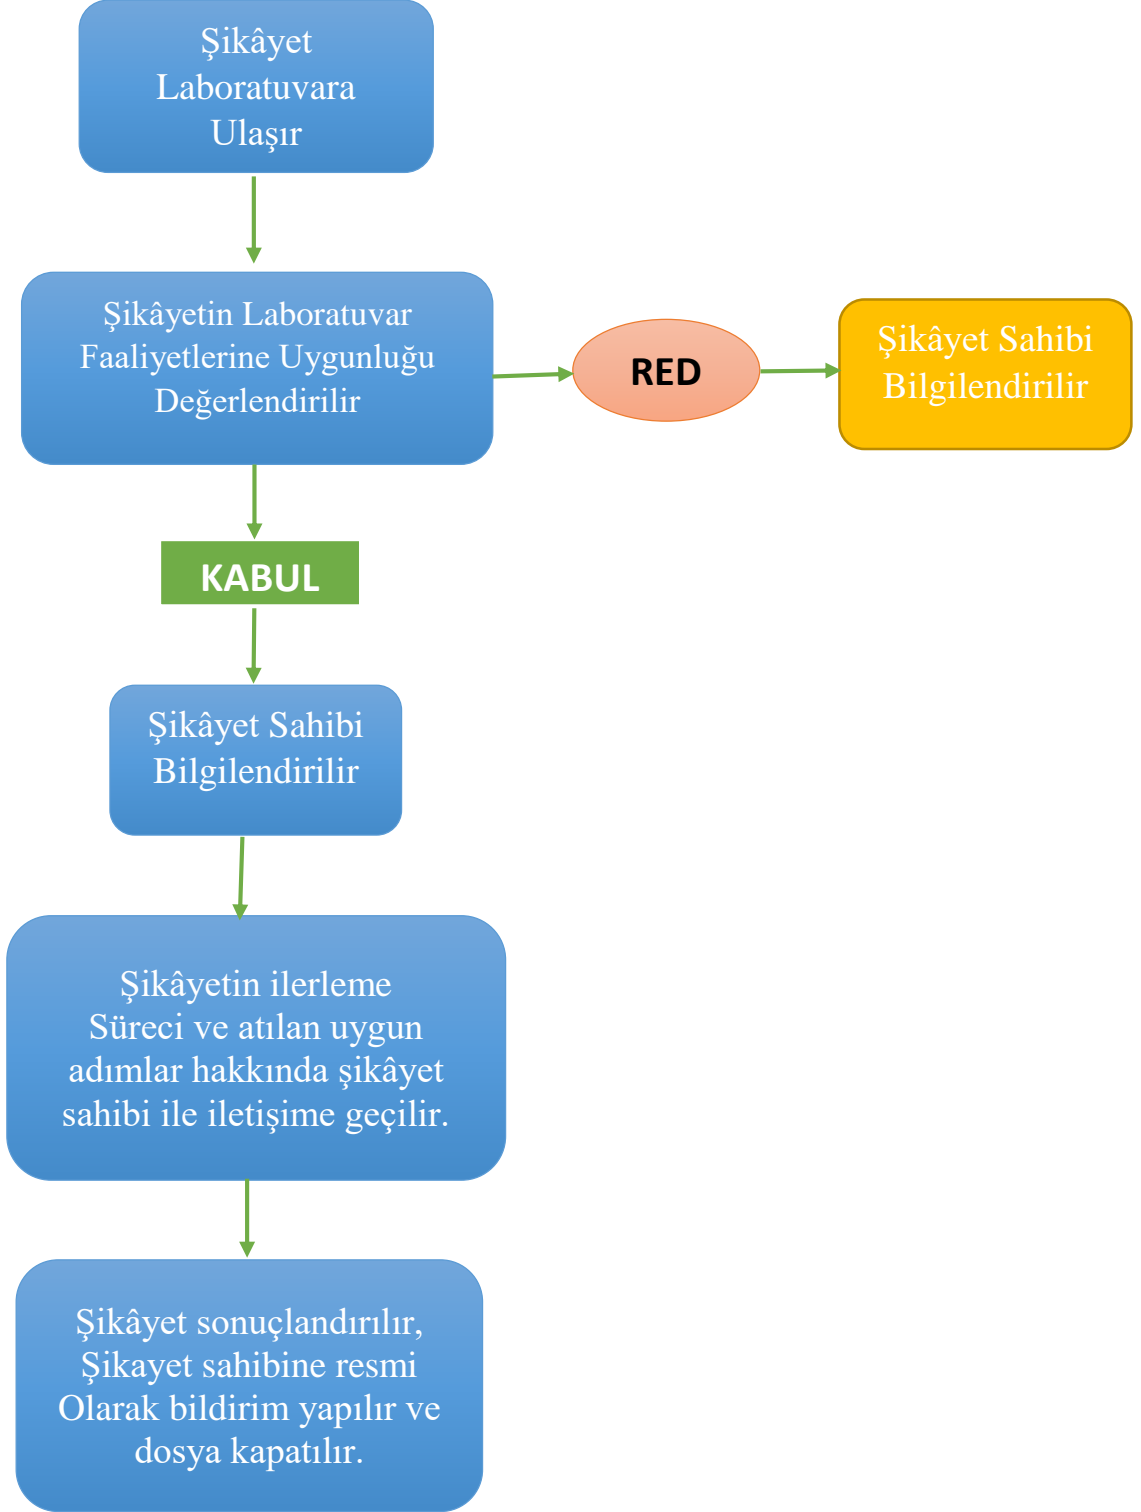 Şikâyet
Laboratuvara
Ulaşır
Şikâyetin Laboratuvar
Faaliyetlerine Uygunluğu
Değerlendirilir
RED
Şikâyet Sahibi
Bilgilendirilir
KABUL
Şikâyet Sahibi
Bilgilendirilir
Şikâyetin ilerleme
Süreci ve atılan uygun
adımlar hakkında şikâyet
sahibi ile iletişime geçilir.
Şikâyet sonuçlandırılır,
Şikayet sahibine resmi
Olarak bildirim yapılır ve
dosya kapatılır.